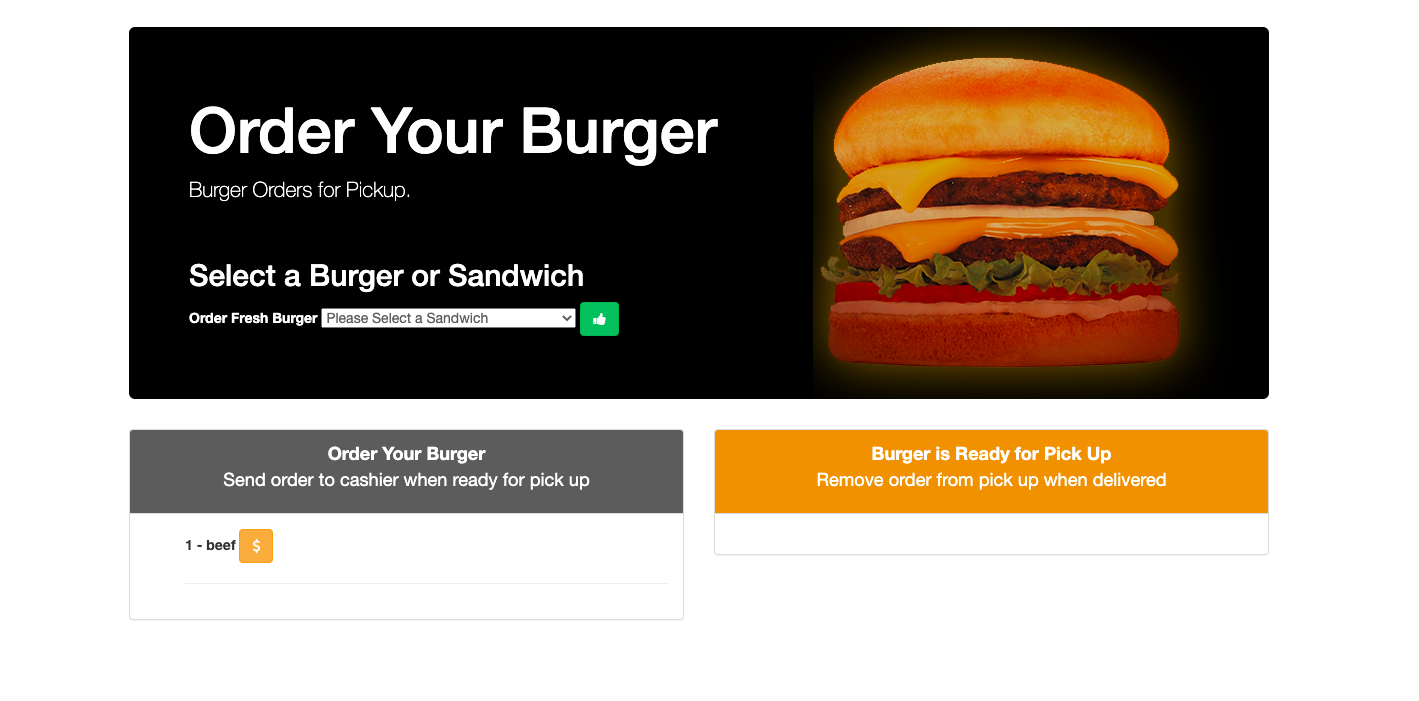 Order Your Burger
Burger Orders for Pickup.
Select a Burger or Sandwich
Order Fresh Burger Please Select a Sandwich
Order Your Burger
Send order to cashier when ready for pick up
1 - beef $
Burger is Ready for Pick Up
Remove order from pick up when delivered